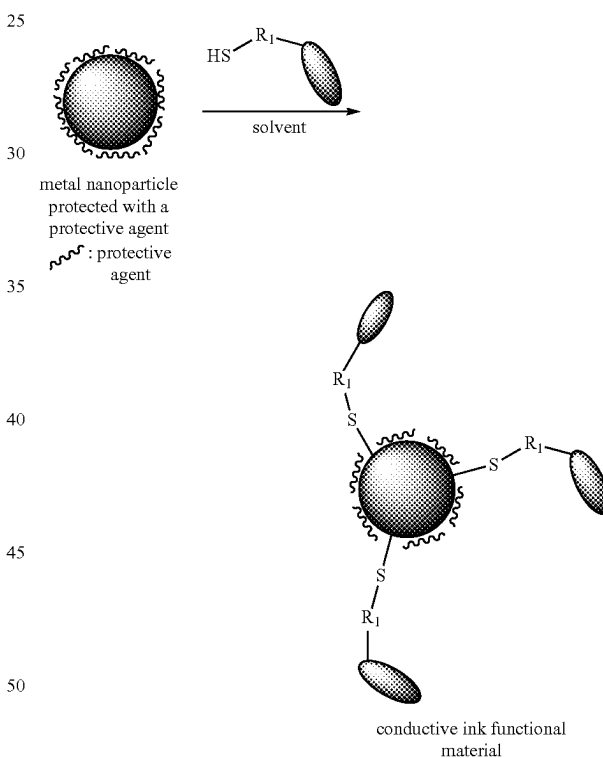 25
R1
HS
solvent
30
metal nanoparticle
protected with a
protective agent
: protective
agent
35
R1
40
S
R1
S
45
S
R1
50
conductive ink functional
material